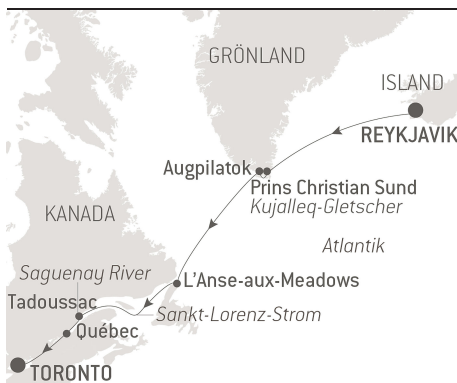 GRÖNLAND
ISLAND
REYKJAVIK
Augpilatok
Prins Christian Sund
Kujalleq-Gletscher
KANADA
Atlantik
Saguenay River
L'Anse-aux-Meadows
Tadoussac
Sankt-Lorenz-Strom
Québec
TORONTO